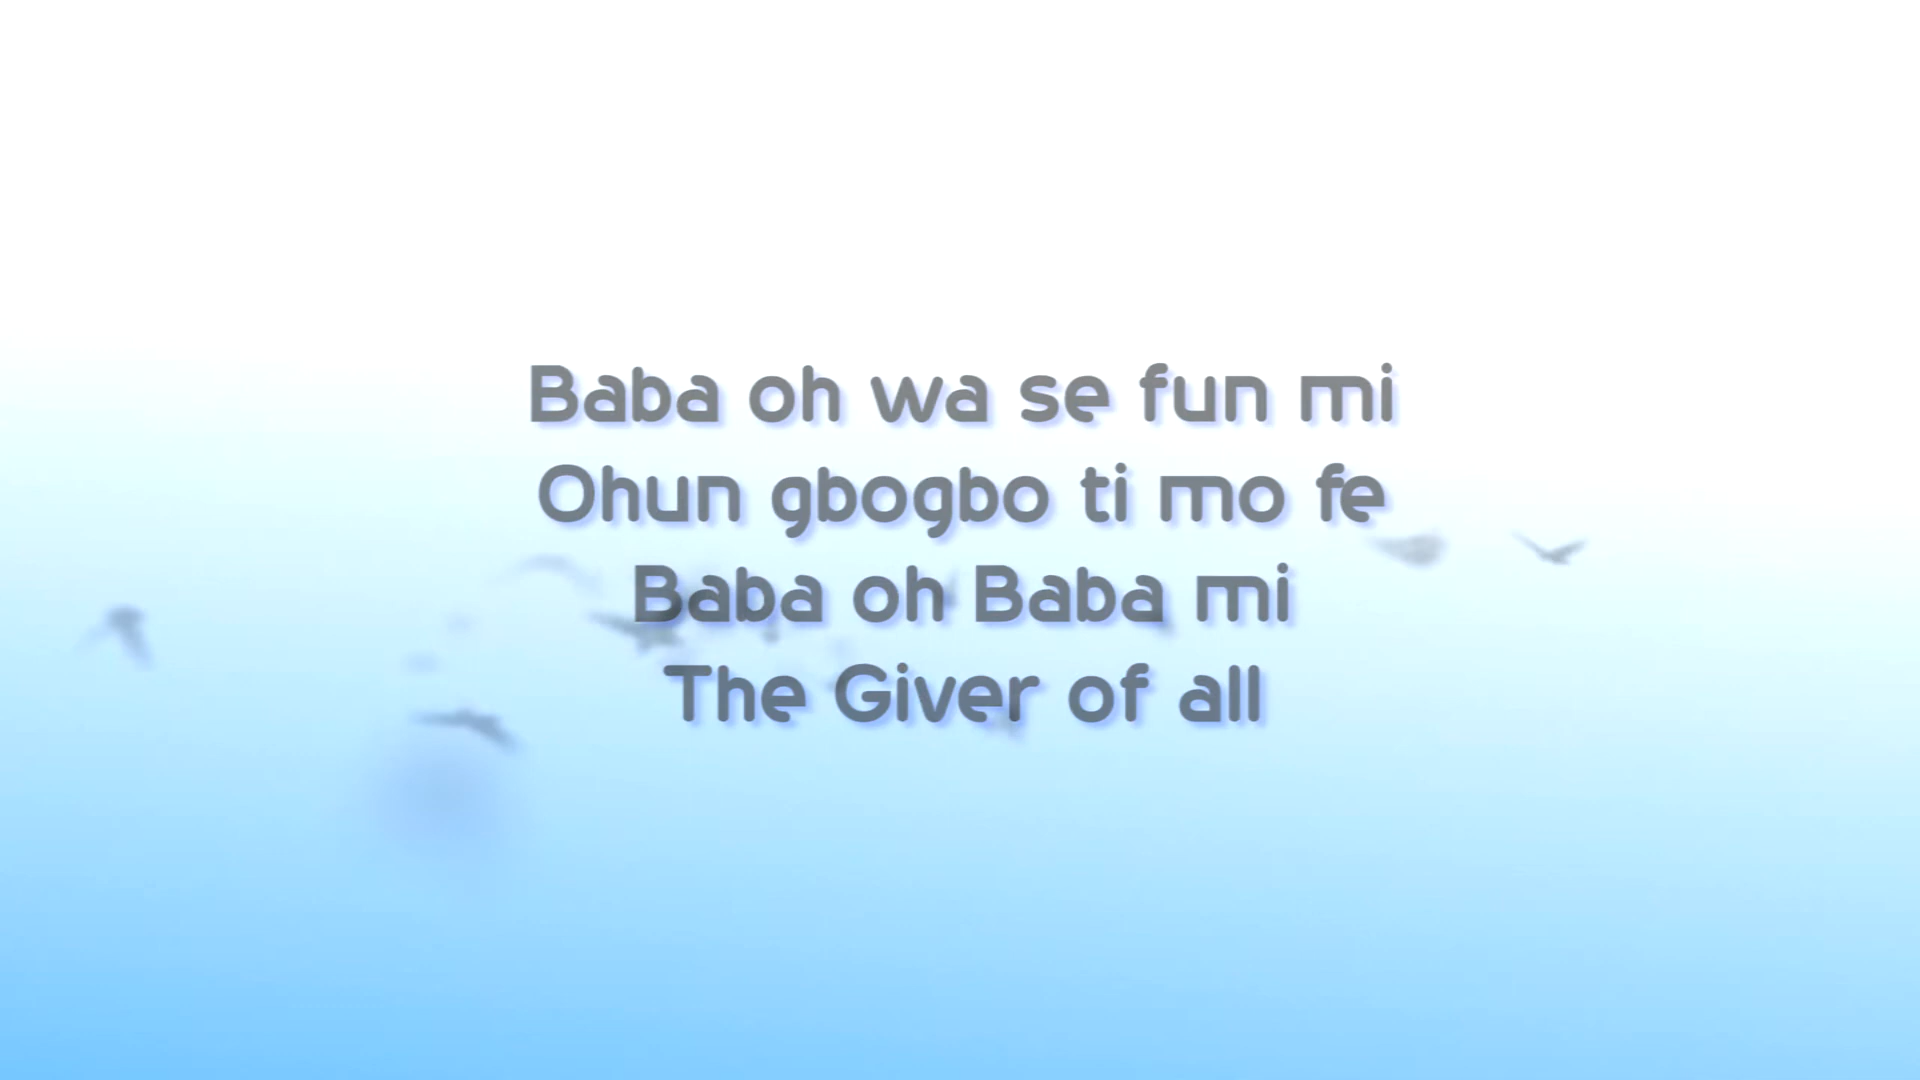 Baba oh wa se fun mi
Ohun gbogbo ti mo fe
Baba oh Baba mi
The Giver of all